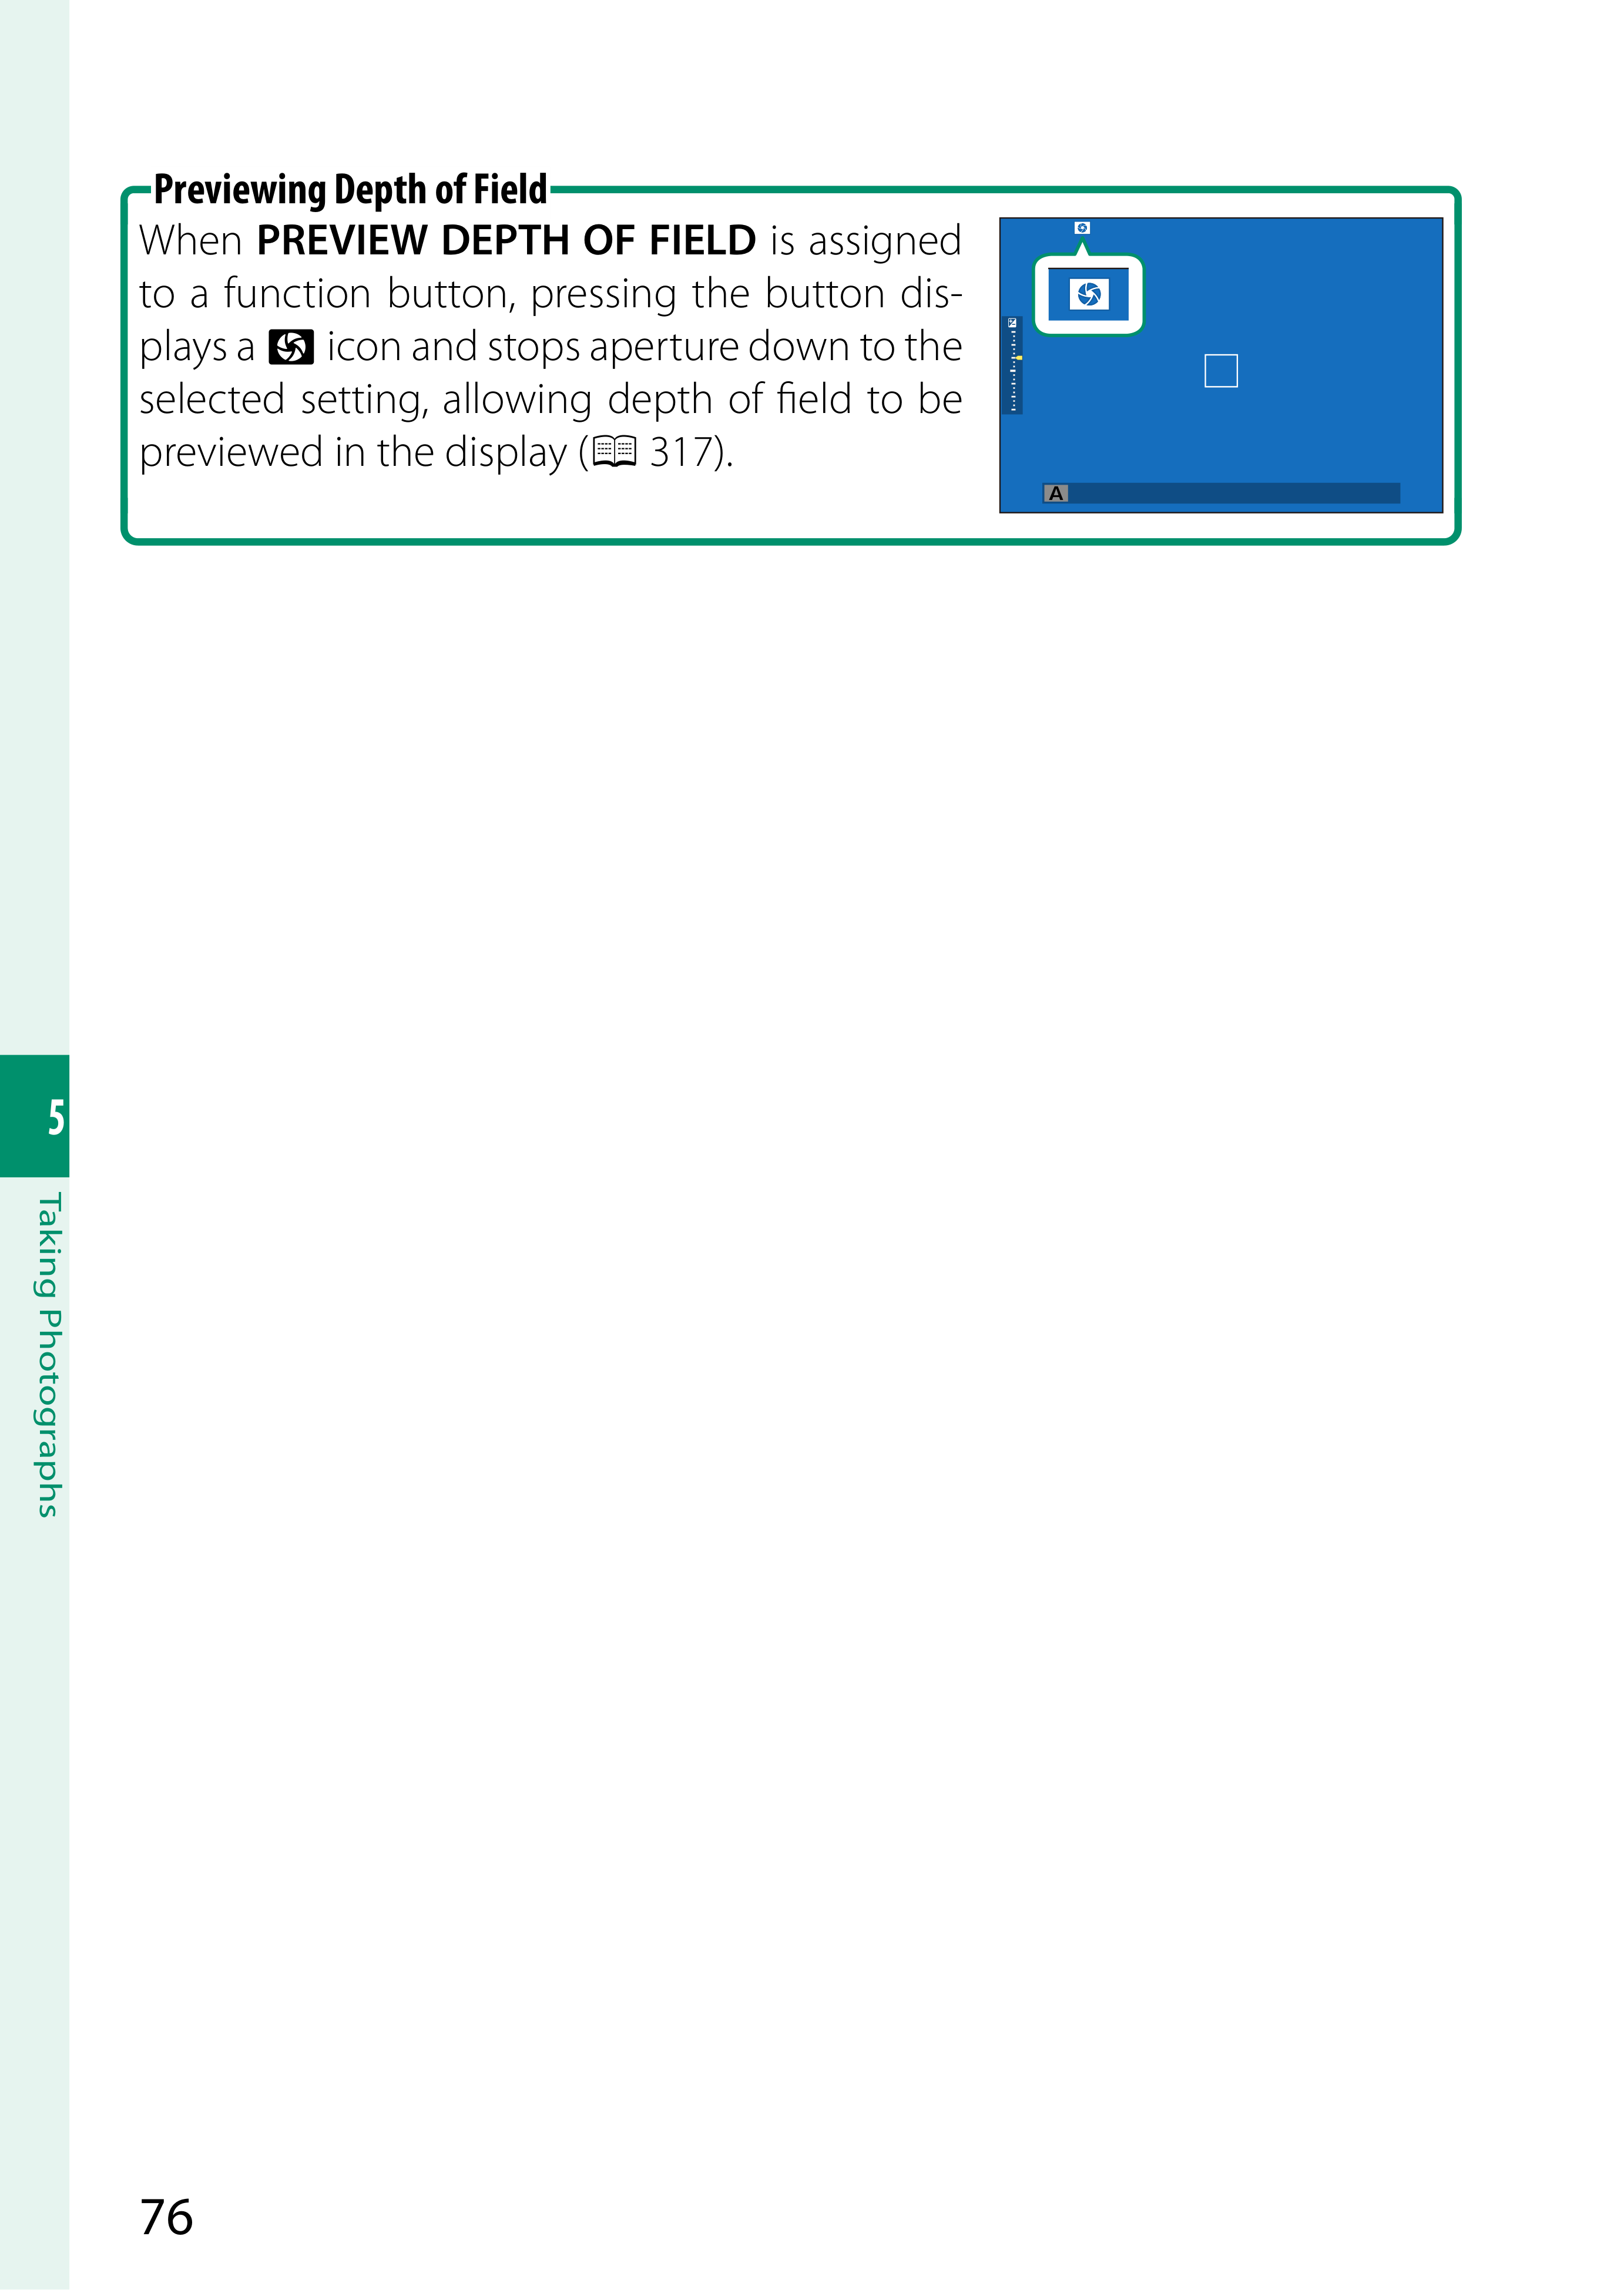 Previewing Depth of Field
When PREVIEW DEPTH OF FIELD is assigned
to a function button, pressing the button dis-
plays a icon and stops aperture down to the
selected setting, allowing depth of field to be
previewed in the display ( 317).
A
5
Taking Photographs
76